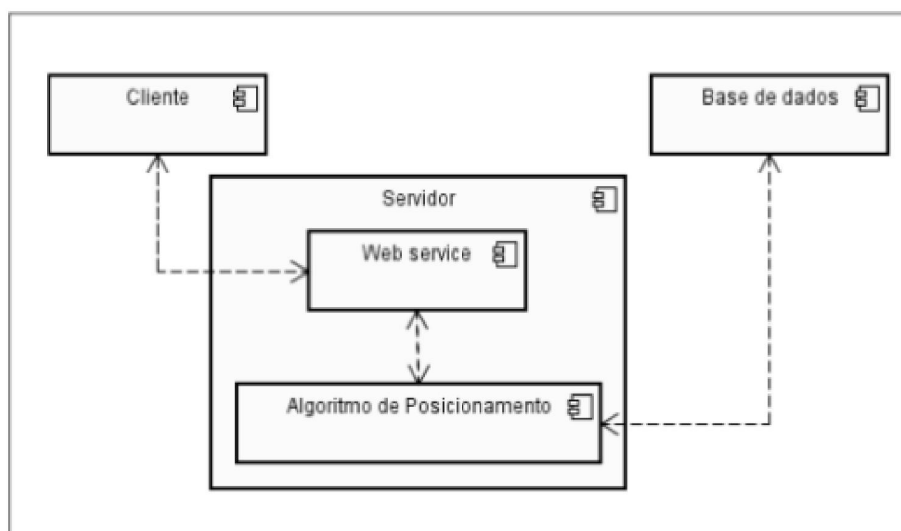 Cliente
Base de dados
Servidor
Web service
Algoritmo de Posicionamento